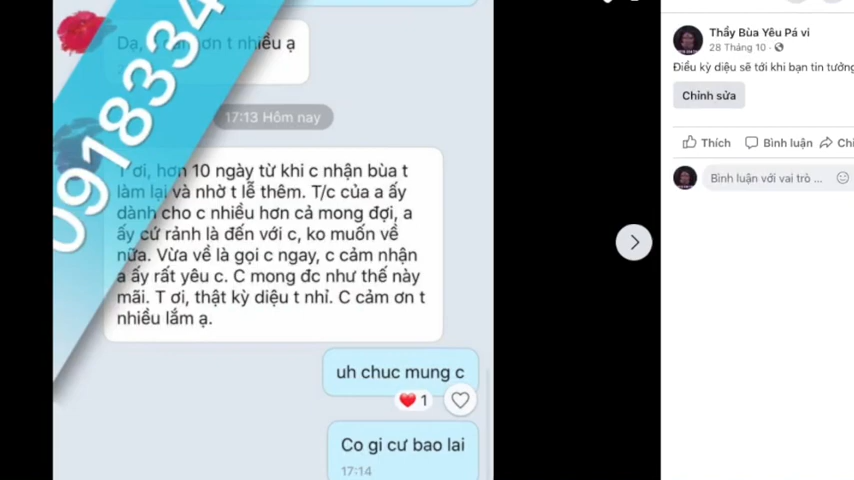 0918334
Dạ, c cảm ơn t nhiều ạ
17:13 Hôm nay
T ơi, hơn 10 ngày từ khi c nhận bùa t
làm lại và nhờ t lễ thêm. T/c của a ấy
dành cho c nhiều hơn cả mong đợi, a
ấy cứ rảnh là đến với c, ko muốn về
nữa. Vừa về là gọi c ngay, c cảm nhận
a ấy rất yêu c. C mong đc như thế này
mãi. T ơi, thật kỳ diệu t nhỉ. C cảm ơn t
nhiều lắm ạ.
uh chuc mung c
1
Co gi cư bao lai
17:14
Thầy Bùa Yêu Pá vi
28 Tháng 10
Điều kỳ diệu sẽ tới khi bạn tin tưởng
Chỉnh sửa
Thích Bình luận
Bình luận với vai trò ...